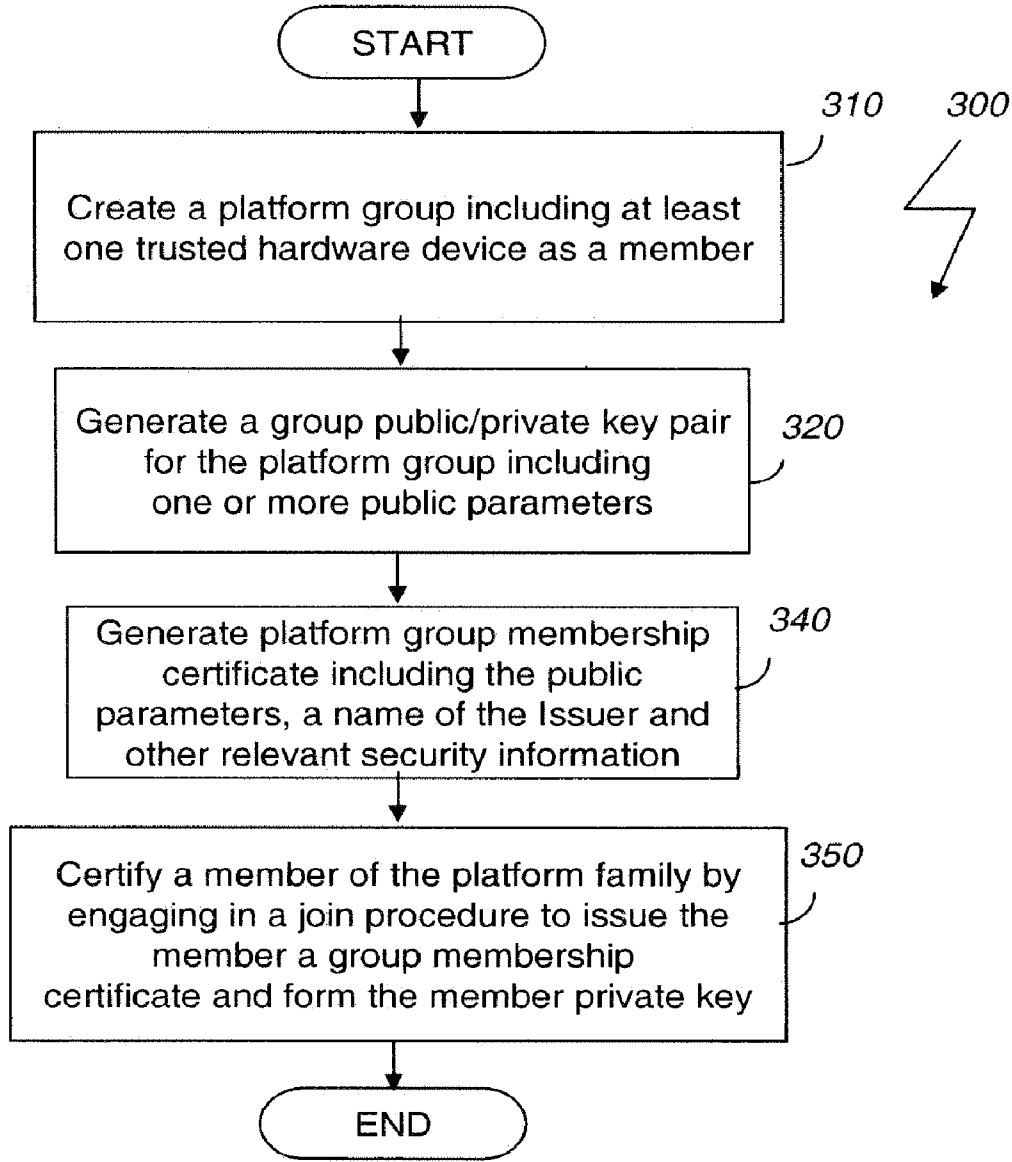 START
310
300
Create a platform group including at least
one trusted hardware device as a member
Generate a group public/private key pair
for the platform group including
one or more public parameters
320
Generate platform group membership
certificate including the public
parameters, a name of the Issuer and
other relevant security information
340
Certify a member of the platform family by
engaging in a join procedure to issue the
member a group membership
certificate and form the member private key
350
END